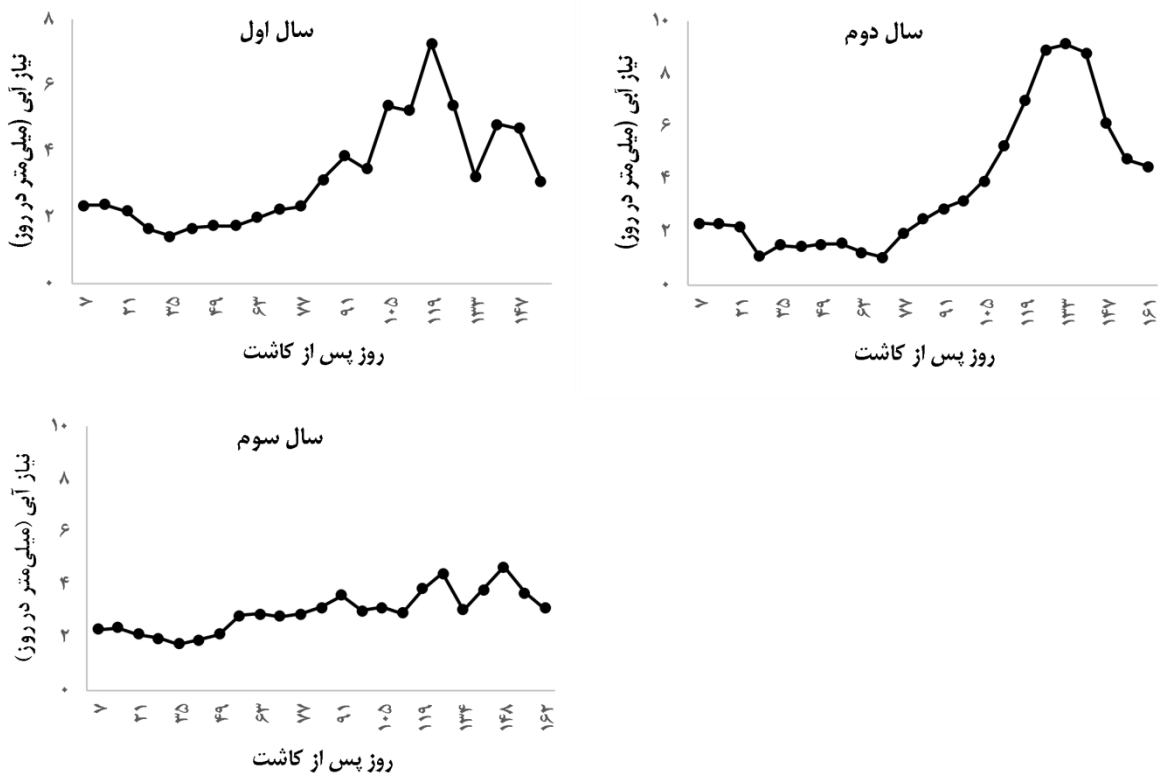 سال اول
نیاز آبی (میلی‌متر در روز)
۸
۶
۴
۲
۰
۷ ۲۱ ۳۵ ۴۹ ۶۳ ۷۷ ۹۱ ۱۰۵ ۱۱۹ ۱۳۳ ۱۴۷
روز پس از کاشت
سال دوم
نیاز آبی (میلی‌متر در روز)
۱۰
۸
۶
۴
۲
۰
۷ ۲۱ ۳۵ ۴۹ ۶۳ ۷۷ ۹۱ ۱۰۵ ۱۱۹ ۱۳۳ ۱۴۷ ۱۶۱
روز پس از کاشت
سال سوم
نیاز آبی (میلی‌متر در روز)
۱۰
۸
۶
۴
۲
۰
۷ ۲۱ ۳۵ ۴۹ ۶۳ ۷۷ ۹۱ ۱۰۵ ۱۱۹ ۱۳۴ ۱۴۸ ۱۶۲
روز پس از کاشت